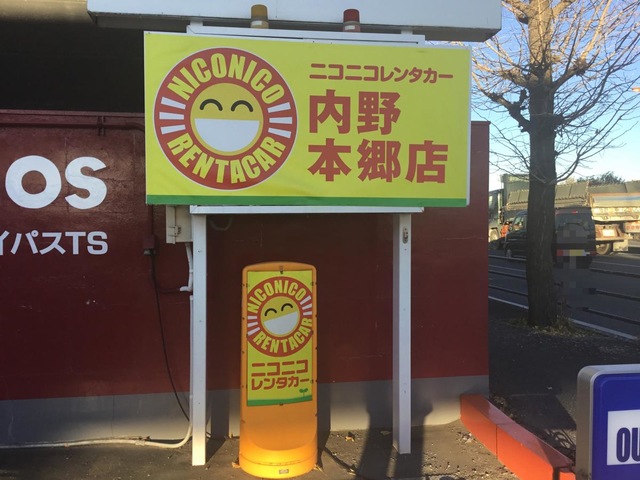 NICONICO
RENTACAR
ニコニコレンタカー
内野
本郷店
OS
イパスTS
NICONICO
RENTACAR
ニコニコ
レンタカー
OU